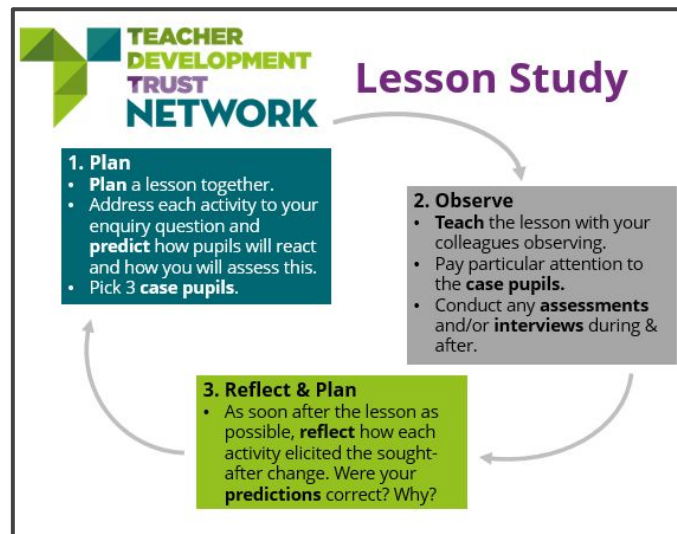 TEACHER
DEVELOPMENT
TRUST
NETWORK
Lesson Study
1. Plan
• Plan a lesson together.
• Address each activity to your
enquiry question and
predict how pupils will react
and how you will assess this.
• Pick 3 case pupils.
2. Observe
• Teach the lesson with your
colleagues observing.
• Pay particular attention to
the case pupils.
• Conduct any assessments
and/or interviews during &
after.
3. Reflect & Plan
• As soon after the lesson as
possible, reflect how each
activity elicited the sought-
after change. Were your
predictions correct? Why?